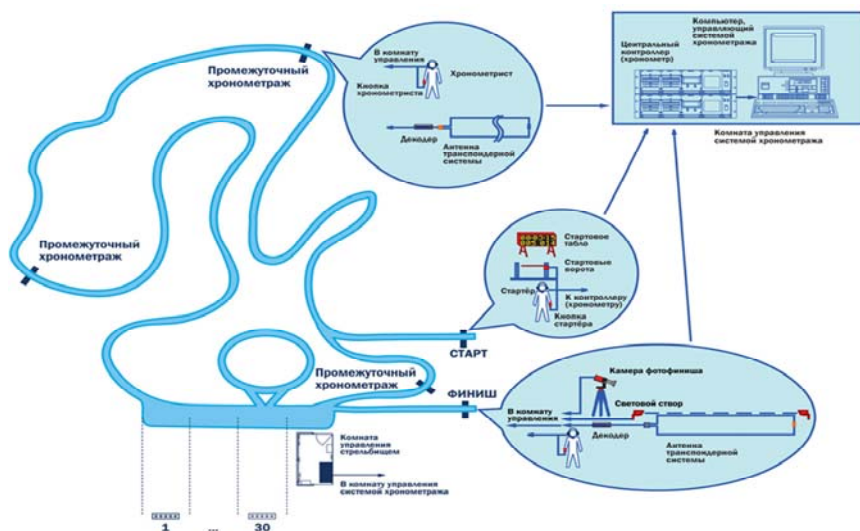 Промежуточный
хронометраж
В комнату
управления
Хронометрист
Кнопка
хронометриста
Декодер
Антенна
транспондерной
системы
Центральный
контроллер
(хронометр)
Компьютер,
управляющий
системой
хронометража
Комната управления
системой хронометража
Промежуточный
хронометраж
Стартовое
табло
Стартовые
ворота
Стартёр
К контроллеру
(хронометру)
Кнопка
стартёра
СТАРТ
Промежуточный
хронометраж
ФИНИШ
Камера фотофиниша
Световой створ
В комнату
управления
Декодер
Антенна
транспондерной
системы
Комната
управления
стрельбищем
В комнату управления
системой хронометража
1 ... 30